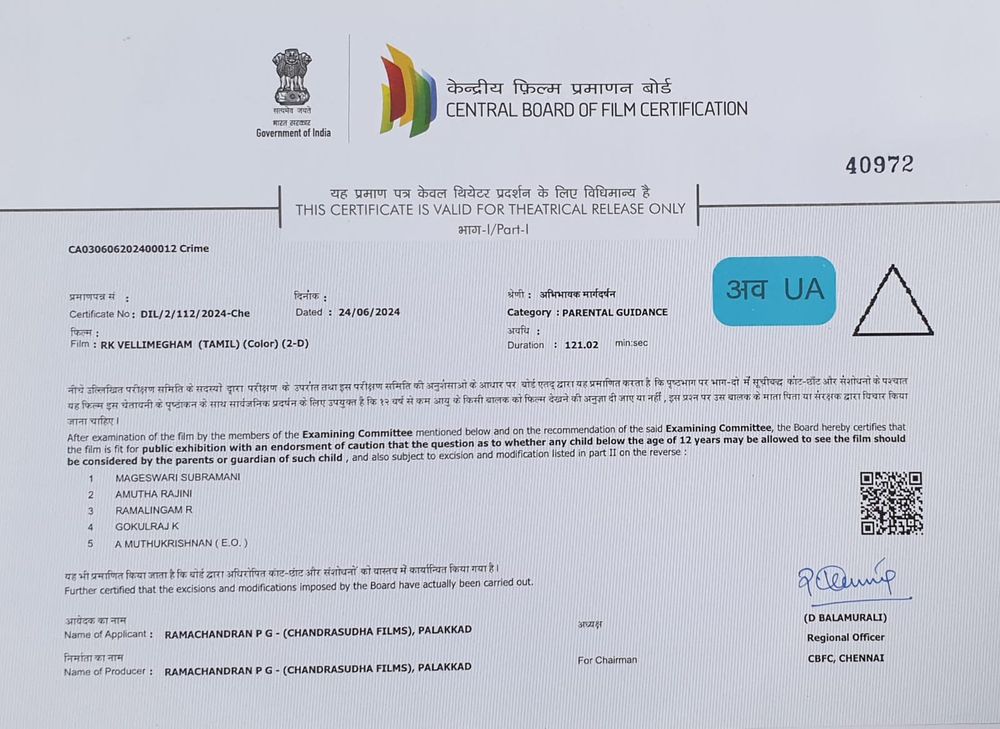 सत्यमेव जयते
भारत सरकार
Government of India
केन्द्रीय फ़िल्म प्रमाणन बोर्ड
CENTRAL BOARD OF FILM CERTIFICATION
40972
यह प्रमाण पत्र केवल थियेटर प्रदर्शन के लिए विधिमान्य है
THIS CERTIFICATE IS VALID FOR THEATRICAL RELEASE ONLY
भाग-I/Part-I
CA030606202400012 Crime
अव UA
प्रमाणपत्र सं : दिनांक : श्रेणी : अभिभावक मार्गदर्षन
Certificate No : DIL/2/112/2024-Che Dated : 24/06/2024 Category : PARENTAL GUIDANCE
फिल्म : अवधि :
Film : RK VELLIMEGHAM (TAMIL) (Color) (2-D) Duration : 121.02 min:sec
नीचे उल्लिखित परीक्षण समिति के सदस्यों द्वारा परीक्षण के उपरांत तथा इस परीक्षण समिति की अनुशंसाओ के आधार पर बोर्ड एतद् द्वारा यह प्रमाणित करता है कि पृष्ठभाग पर भाग-दो में सूचीबद्ध कांट-छाँट और संशोधनों के पश्चात
यह फिल्म इस चेतावनी के पृष्ठांकन के साथ सार्वजनिक प्रदर्षन के लिए उपयुक्त है कि १२ वर्ष से कम आयु के किसी बालक को फिल्म देखने की अनुज्ञा दी जाए या नहीं , इस प्रश्न पर उस बालक के माता पिता या संरक्षक द्वारा विचार किया
जाना चाहिए।
After examination of the film by the members of the Examining Committee mentioned below and on the recommendation of the said Examining Committee, the Board hereby certifies that
the film is fit for public exhibition with an endorsment of caution that the question as to whether any child below the age of 12 years may be allowed to see the film should
be considered by the parents or guardian of such child , and also subject to excision and modification listed in part II on the reverse :
1 MAGESWARI SUBRAMANI
2 AMUTHA RAJINI
3 RAMALINGAM R
4 GOKULRAJ K
5 A MUTHUKRISHNAN ( E.O. )
यह भी प्रमाणित किया जाता है कि बोर्ड द्वारा अधिरोपित कांट-छाँट और संशोधनों को वास्तव में कार्यान्वित किया गया है।
Further certified that the excisions and modifications imposed by the Board have actually been carried out.
आवेदक का नाम अध्यक्ष
Name of Applicant : RAMACHANDRAN P G - (CHANDRASUDHA FILMS), PALAKKAD
निर्माता का नाम
Name of Producer : RAMACHANDRAN P G - (CHANDRASUDHA FILMS), PALAKKAD
For Chairman
(D BALAMURALI)
Regional Officer
CBFC, CHENNAI